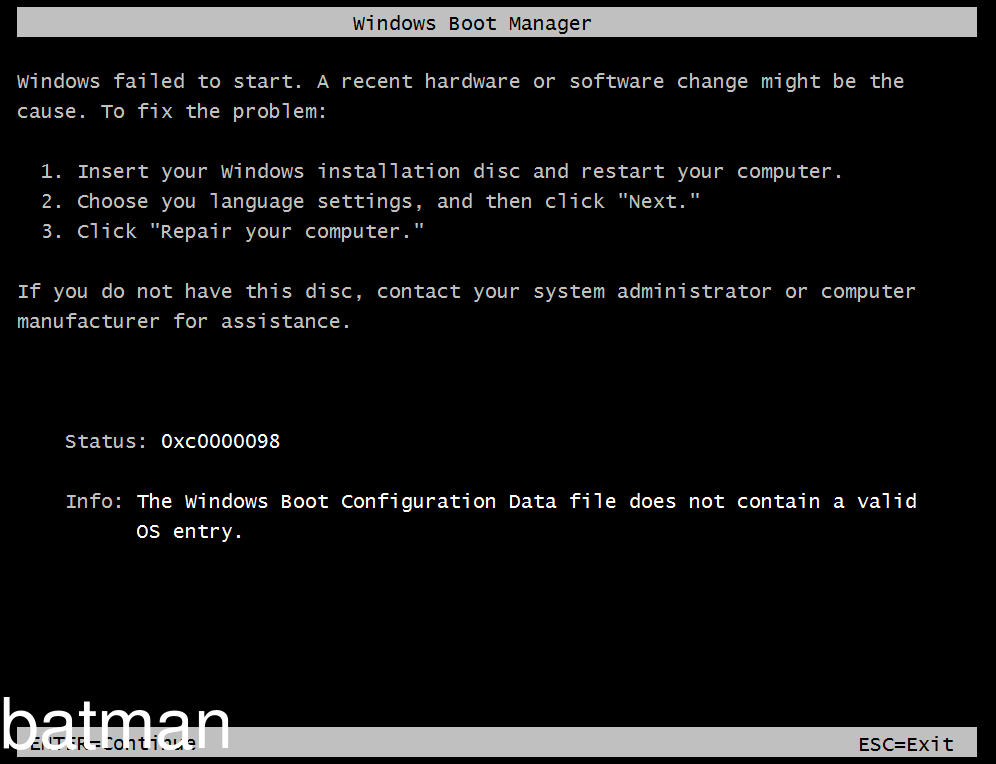 Windows Boot Manager
Windows failed to start. A recent hardware or software change might be the
cause. To fix the problem:
1. Insert your Windows installation disc and restart your computer.
2. Choose you language settings, and then click "Next."
3. Click "Repair your computer."
If you do not have this disc, contact your system administrator or computer
manufacturer for assistance.
Status: 0xc0000098
Info: The Windows Boot Configuration Data file does not contain a valid
OS entry.
batman
ENTER=Continue ESC=Exit